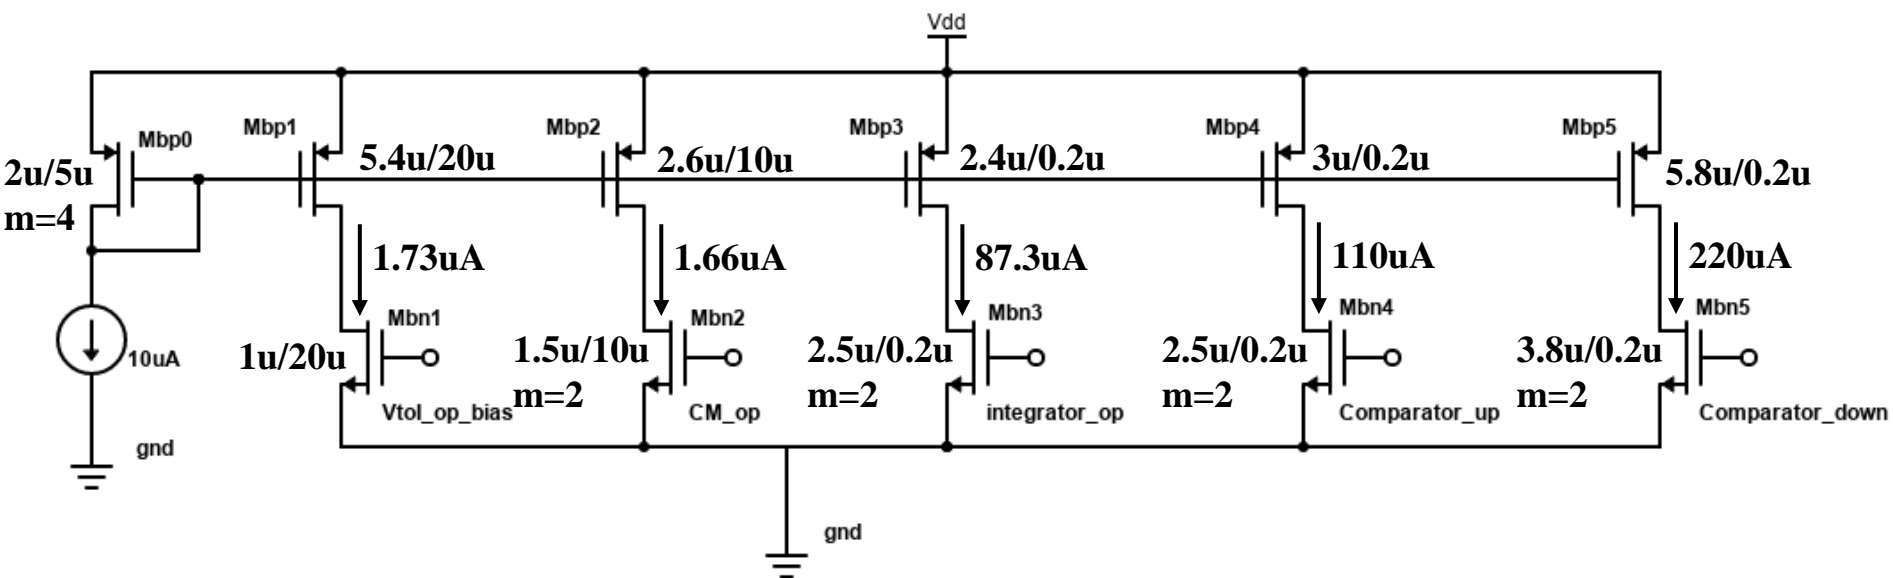 Vdd
Mbp0
Mbp1
Mbp2
Mbp3
Mbp4
Mbp5
2u/5u
m=4
5.4u/20u
2.6u/10u
2.4u/0.2u
3u/0.2u
5.8u/0.2u
1.73uA
1.66uA
87.3uA
110uA
220uA
10uA
Mbn1
Mbn2
Mbn3
Mbn4
Mbn5
1u/20u
1.5u/10u
m=2
2.5u/0.2u
m=2
2.5u/0.2u
m=2
3.8u/0.2u
m=2
Vtol_op_bias
CM_op
integrator_op
Comparator_up
Comparator_down
gnd
gnd